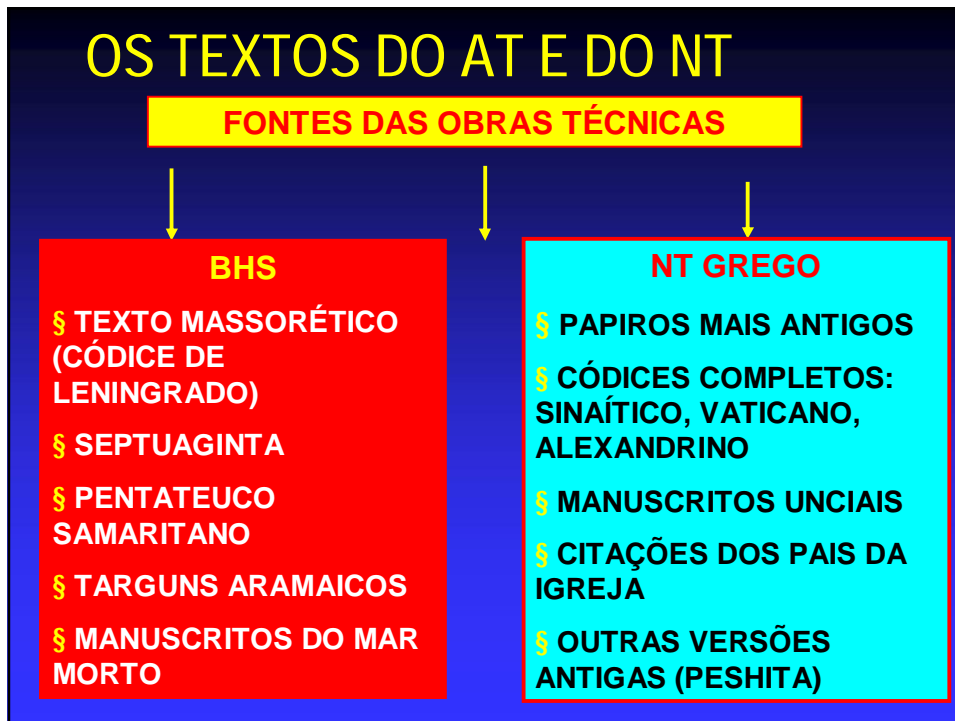 OS TEXTOS DO AT E DO NT
FONTES DAS OBRAS TÉCNICAS
BHS
§ TEXTO MASSORÉTICO
(CÓDICE DE
LENINGRADO)
§ SEPTUAGINTA
§ PENTATEUCO
SAMARITANO
§ TARGUNS ARAMAICOS
§ MANUSCRITOS DO MAR
MORTO
NT GREGO
§ PAPIROS MAIS ANTIGOS
§ CÓDICES COMPLETOS:
SINAÍTICO, VATICANO,
ALEXANDRINO
§ MANUSCRITOS UNCIAIS
§ CITAÇÕES DOS PAIS DA
IGREJA
§ OUTRAS VERSÕES
ANTIGAS (PESHITA)